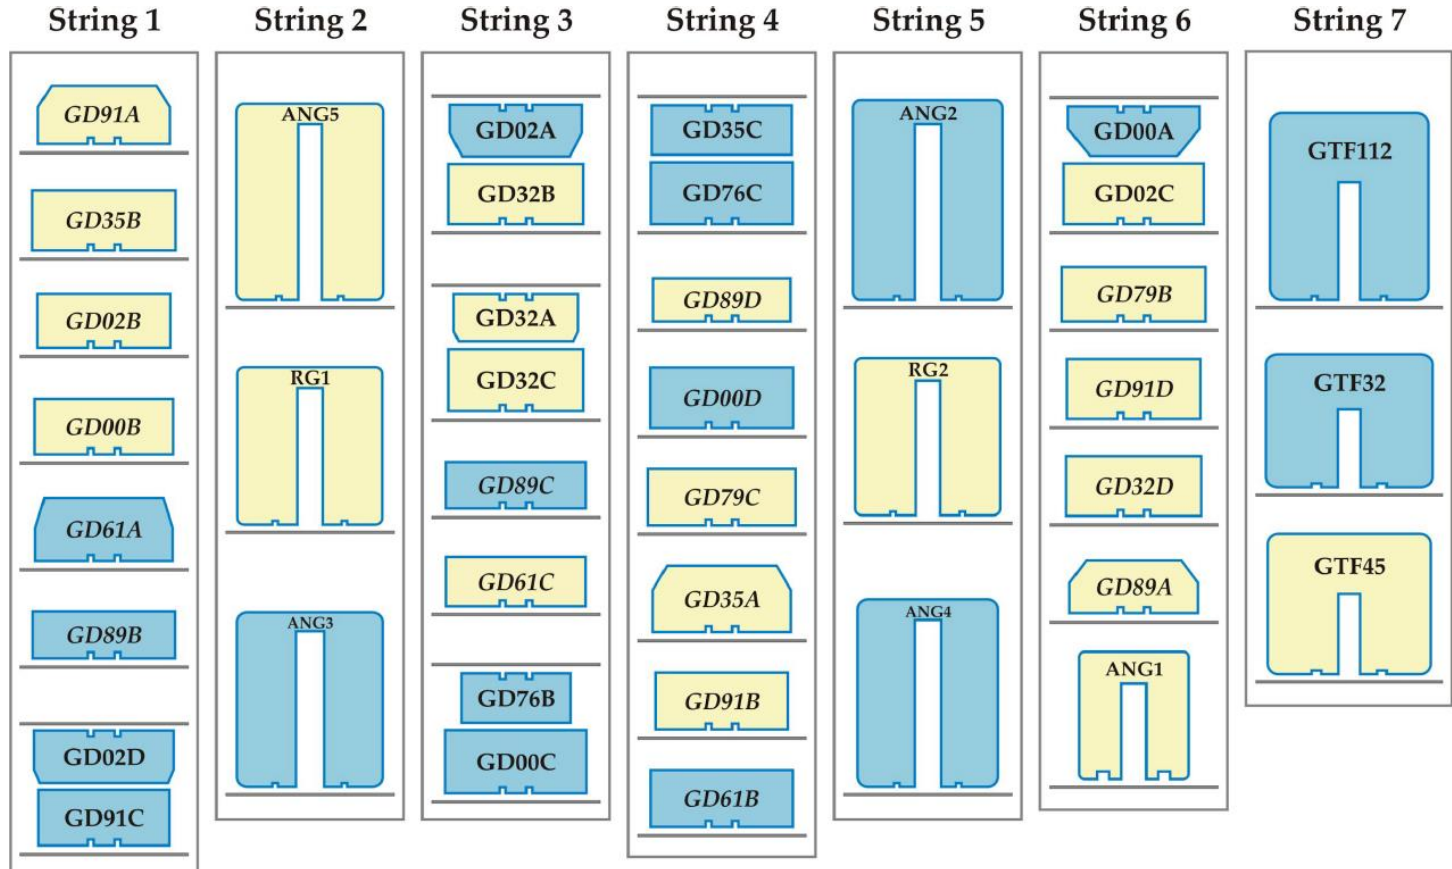 String 1
String 2
String 3
String 4
String 5
String 6
String 7
GD91A
GD35B
GD02B
GD00B
GD61A
GD89B
GD02D
GD91C
ANG5
RG1
ANG3
GD02A
GD32B
GD32A
GD32C
GD89C
GD61C
GD76B
GD00C
GD35C
GD76C
GD89D
GD00D
GD79C
GD35A
GD91B
GD61B
ANG2
RG2
ANG4
GD00A
GD02C
GD79B
GD91D
GD32D
GD89A
ANG1
GTF112
GTF32
GTF45